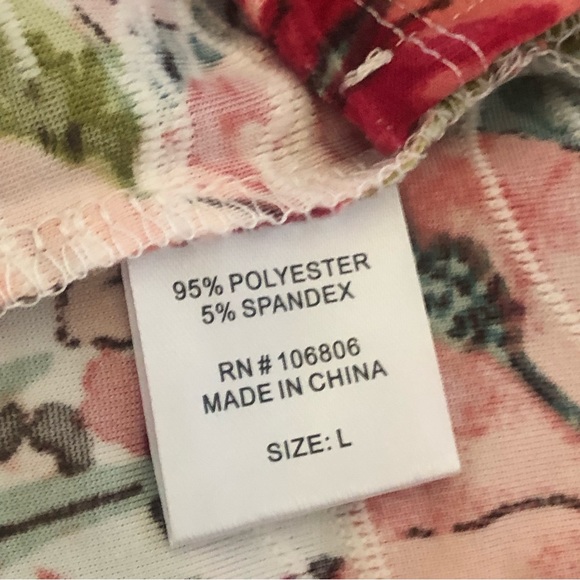 95% POLYESTER
5% SPANDEX
RN # 106806
MADE IN CHINA
SIZE: L